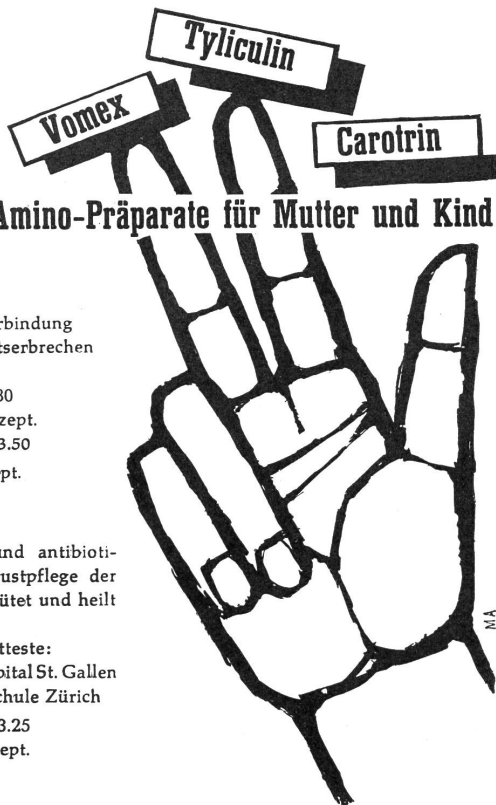 Tyliculin
Vomex
Carotrin
Amino-Präparate für Mutter und Kind
rbindung
tserbrechen
80
zept.
3.50
pt.
und antibioti-
ustpflege der
ütet und heilt
tteste:
pital St. Gallen
chule Zürich
3.25
ept.
MA